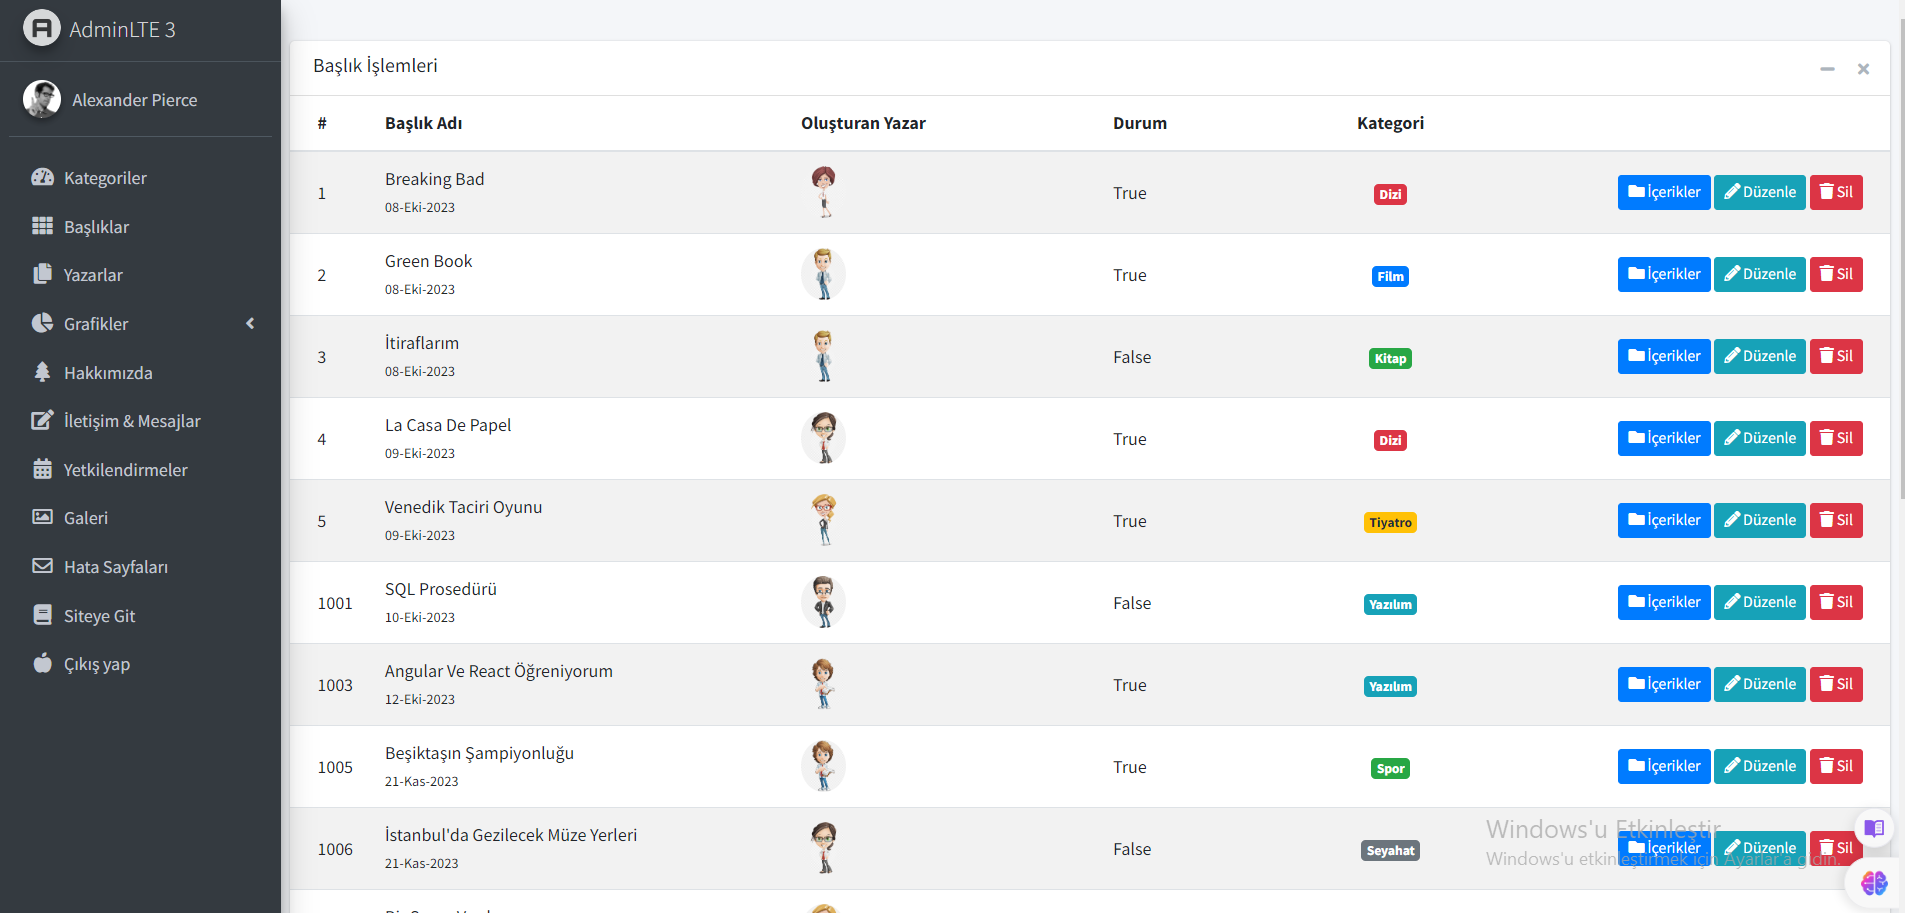 AdminLTE 3
Alexander Pierce
Kategoriler
Başlıklar
Yazarlar
Grafikler
Hakkımızda
İletişim & Mesajlar
Yetkilendirmeler
Galeri
Hata Sayfaları
Siteye Git
Çıkış yap
Başlık İşlemleri
# Başlık Adı Oluşturan Yazar Durum Kategori
1 Breaking Bad True Dizi İçerikler Düzenle Sil
08-Eki-2023
2 Green Book True Film İçerikler Düzenle Sil
08-Eki-2023
3 İtiraflarım False Kitap İçerikler Düzenle Sil
08-Eki-2023
4 La Casa De Papel True Dizi İçerikler Düzenle Sil
09-Eki-2023
5 Venedik Taciri Oyunu True Tiyatro İçerikler Düzenle Sil
09-Eki-2023
1001 SQL Prosedürü False Yazılım İçerikler Düzenle Sil
10-Eki-2023
1003 Angular Ve React Öğreniyorum True Yazılım İçerikler Düzenle Sil
12-Eki-2023
1005 Beşiktaşın Şampiyonluğu True Spor İçerikler Düzenle Sil
21-Kas-2023
1006 İstanbul'da Gezilecek Müze Yerleri False Seyahat İçerikler Düzenle Sil
21-Kas-2023
Windows'u Etkinleştir
Windows'u etkinleştirmek için Ayarlar'a gidin.